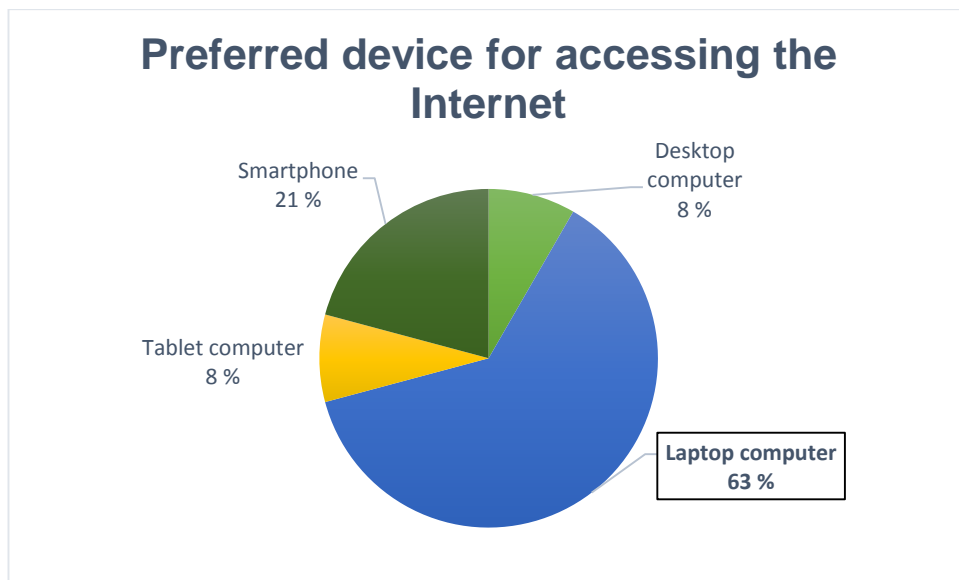 Preferred device for accessing the
Internet
Smartphone
21 %
Desktop
computer
8 %
Tablet computer
8 %
Laptop computer
63 %